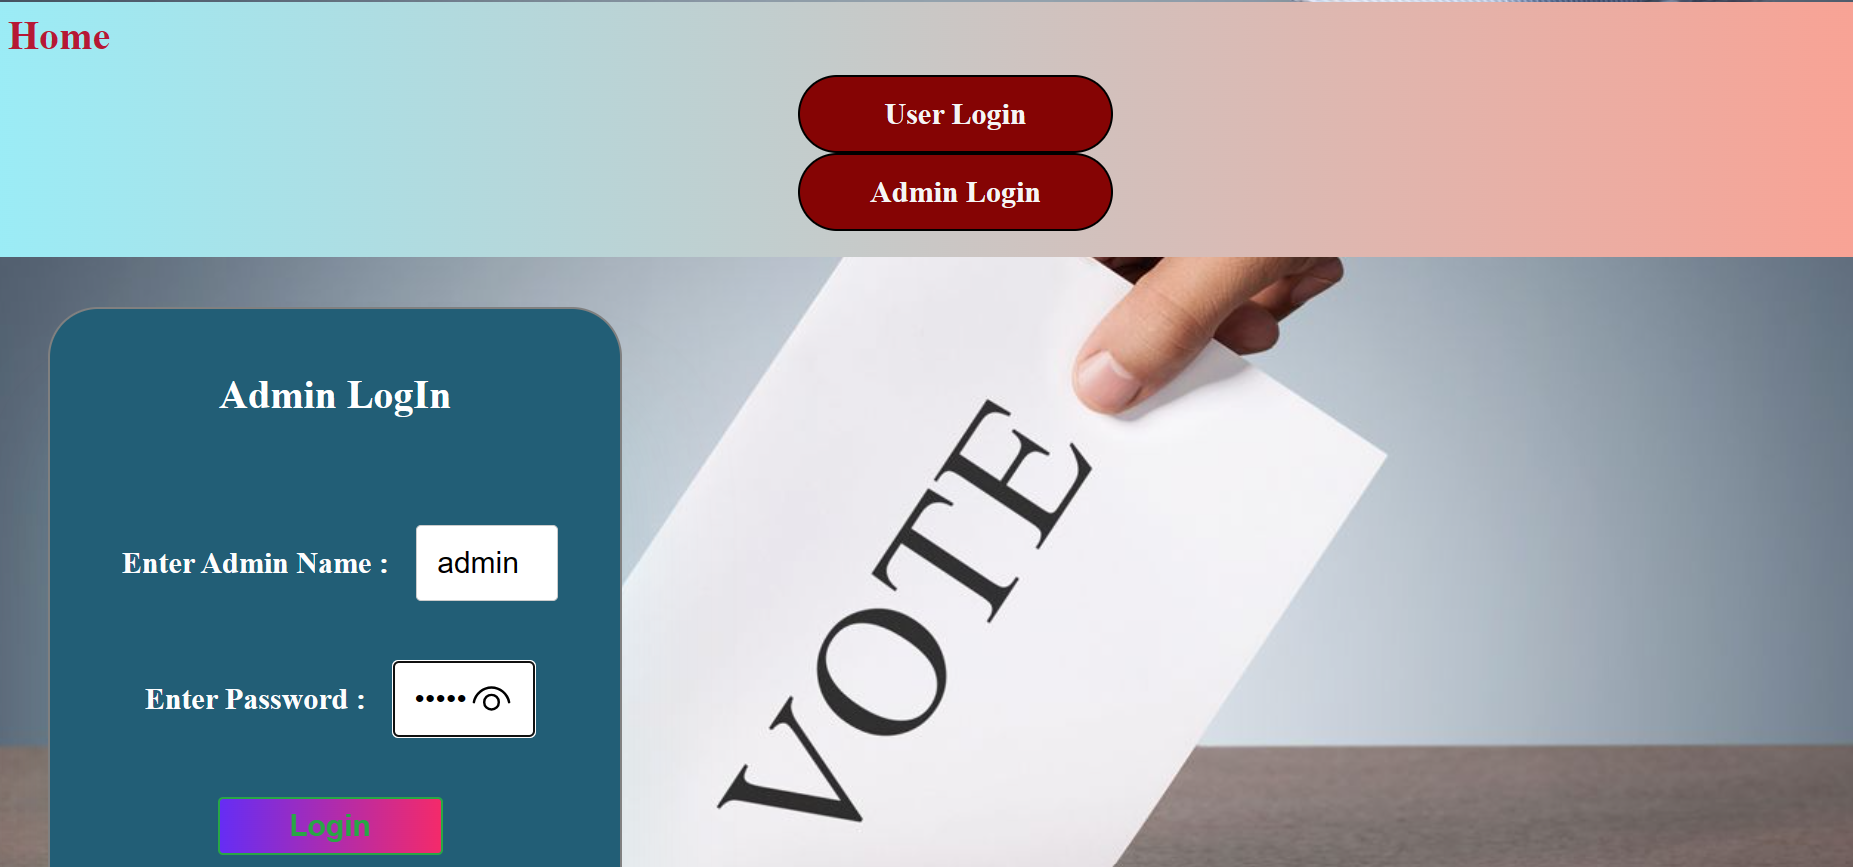 Home
User Login
Admin Login
Admin LogIn
Enter Admin Name : admin
Enter Password : •••••
Login
VOTE